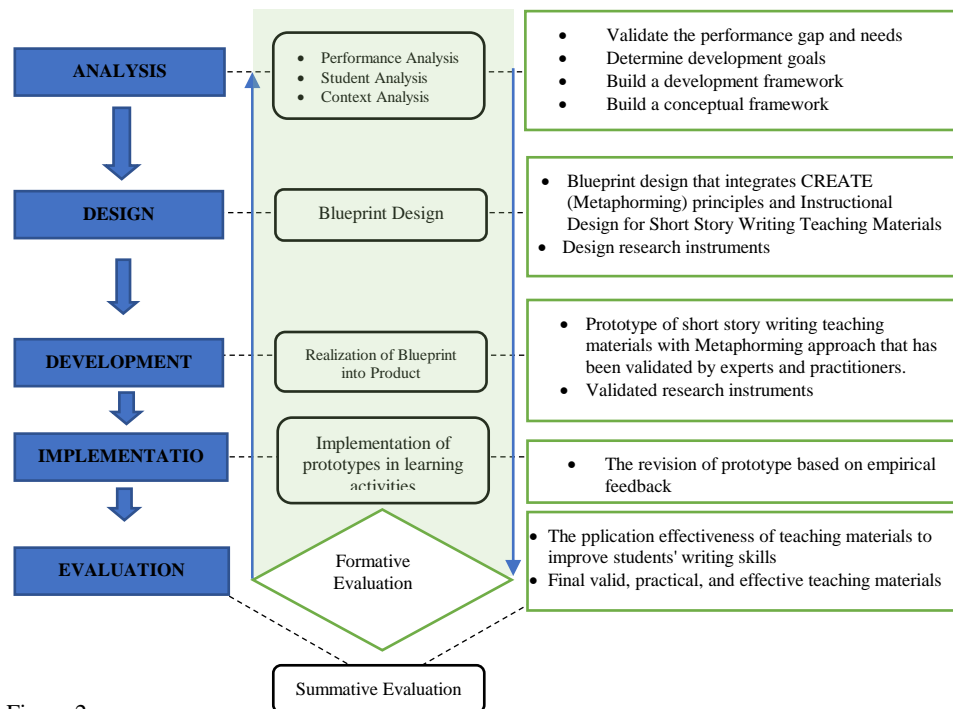 ANALYSIS
• Performance Analysis
• Student Analysis
• Context Analysis
• Validate the performance gap and needs
• Determine development goals
• Build a development framework
• Build a conceptual framework
DESIGN
Blueprint Design
• Blueprint design that integrates CREATE
(Metaphorming) principles and Instructional
Design for Short Story Writing Teaching Materials
• Design research instruments
DEVELOPMENT
Realization of Blueprint
into Product
• Prototype of short story writing teaching
materials with Metaphorming approach that has
been validated by experts and practitioners.
• Validated research instruments
IMPLEMENTATIO
Implementation of
prototypes in learning
activities
• The revision of prototype based on empirical
feedback
EVALUATION
Formative
Evaluation
• The pplication effectiveness of teaching materials to
improve students' writing skills
• Final valid, practical, and effective teaching materials
Summative Evaluation
Figure 2